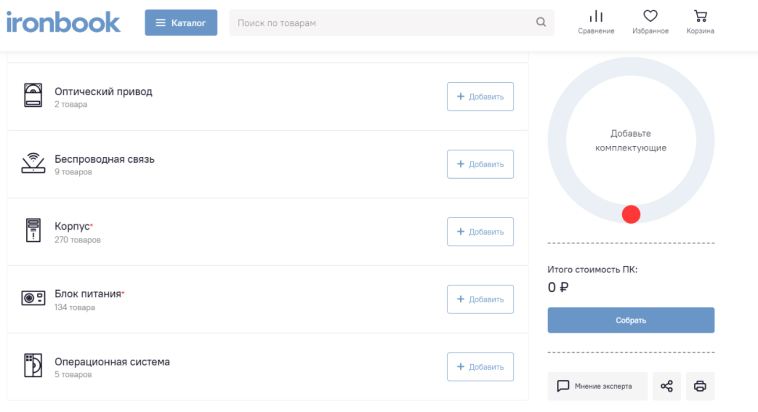 ironbook
Каталог
Поиск по товарам
Сравнение
Избранное
Корзина
Оптический привод
2 товара
+ Добавить
Беспроводная связь
9 товаров
+ Добавить
Корпус*
270 товаров
+ Добавить
Блок питания*
134 товара
+ Добавить
Операционная система
5 товаров
+ Добавить
Добавьте
комплектующие
Итого стоимость ПК:
0 ₽
Собрать
Мнение эксперта